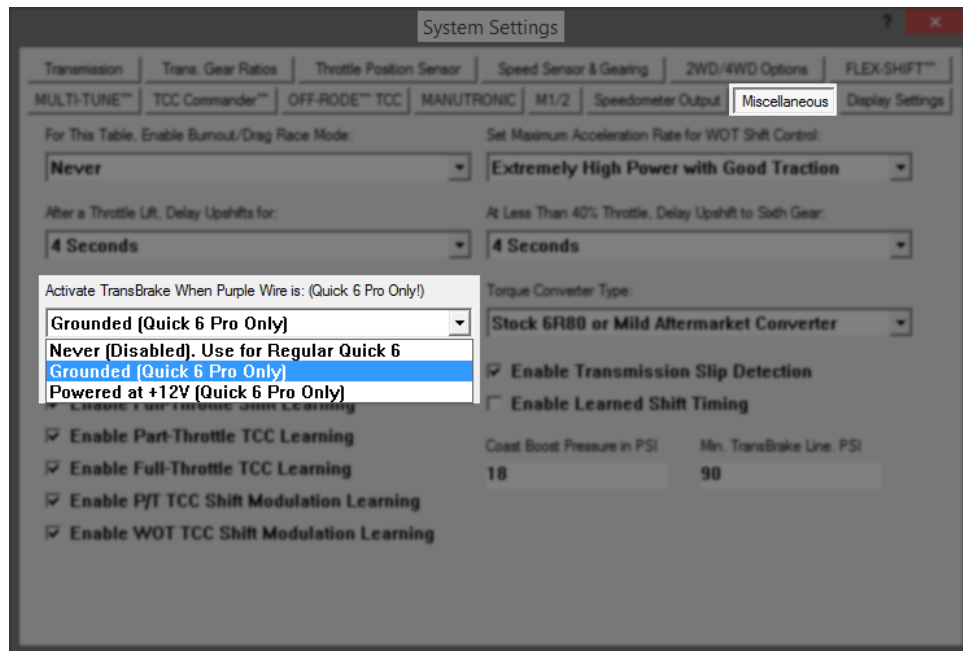 System Settings
?
×
Transmission
Trans. Gear Ratios
Throttle Position Sensor
Speed Sensor & Gearing
2WD/4WD Options
FLEX-SHIFT™
MULTI-TUNE™
TCC Commander™
OFF-RODE™ TCC
MANUTRONIC
M1/2
Speedometer Output
Miscellaneous
Display Settings
For This Table, Enable Burnout/Drag Race Mode:
Set Maximum Acceleration Rate for WOT Shift Control:
Never
Extremely High Power with Good Traction
After a Throttle Lift, Delay Upshifts for:
At Less Than 40% Throttle, Delay Upshift to Sixth Gear:
4 Seconds
4 Seconds
Activate TransBrake When Purple Wire is: (Quick 6 Pro Only!)
Torque Converter Type:
Grounded (Quick 6 Pro Only)
Stock 6R80 or Mild Aftermarket Converter
Never (Disabled). Use for Regular Quick 6
Grounded (Quick 6 Pro Only)
Powered at +12V (Quick 6 Pro Only)
Enable Transmission Slip Detection
Enable Full-Throttle Shift Learning
Enable Learned Shift Timing
Enable Part-Throttle TCC Learning
Coast Boost Pressure in PSI
Min. TransBrake Line. PSI
Enable Full-Throttle TCC Learning
18
90
Enable P/T TCC Shift Modulation Learning
Enable WOT TCC Shift Modulation Learning